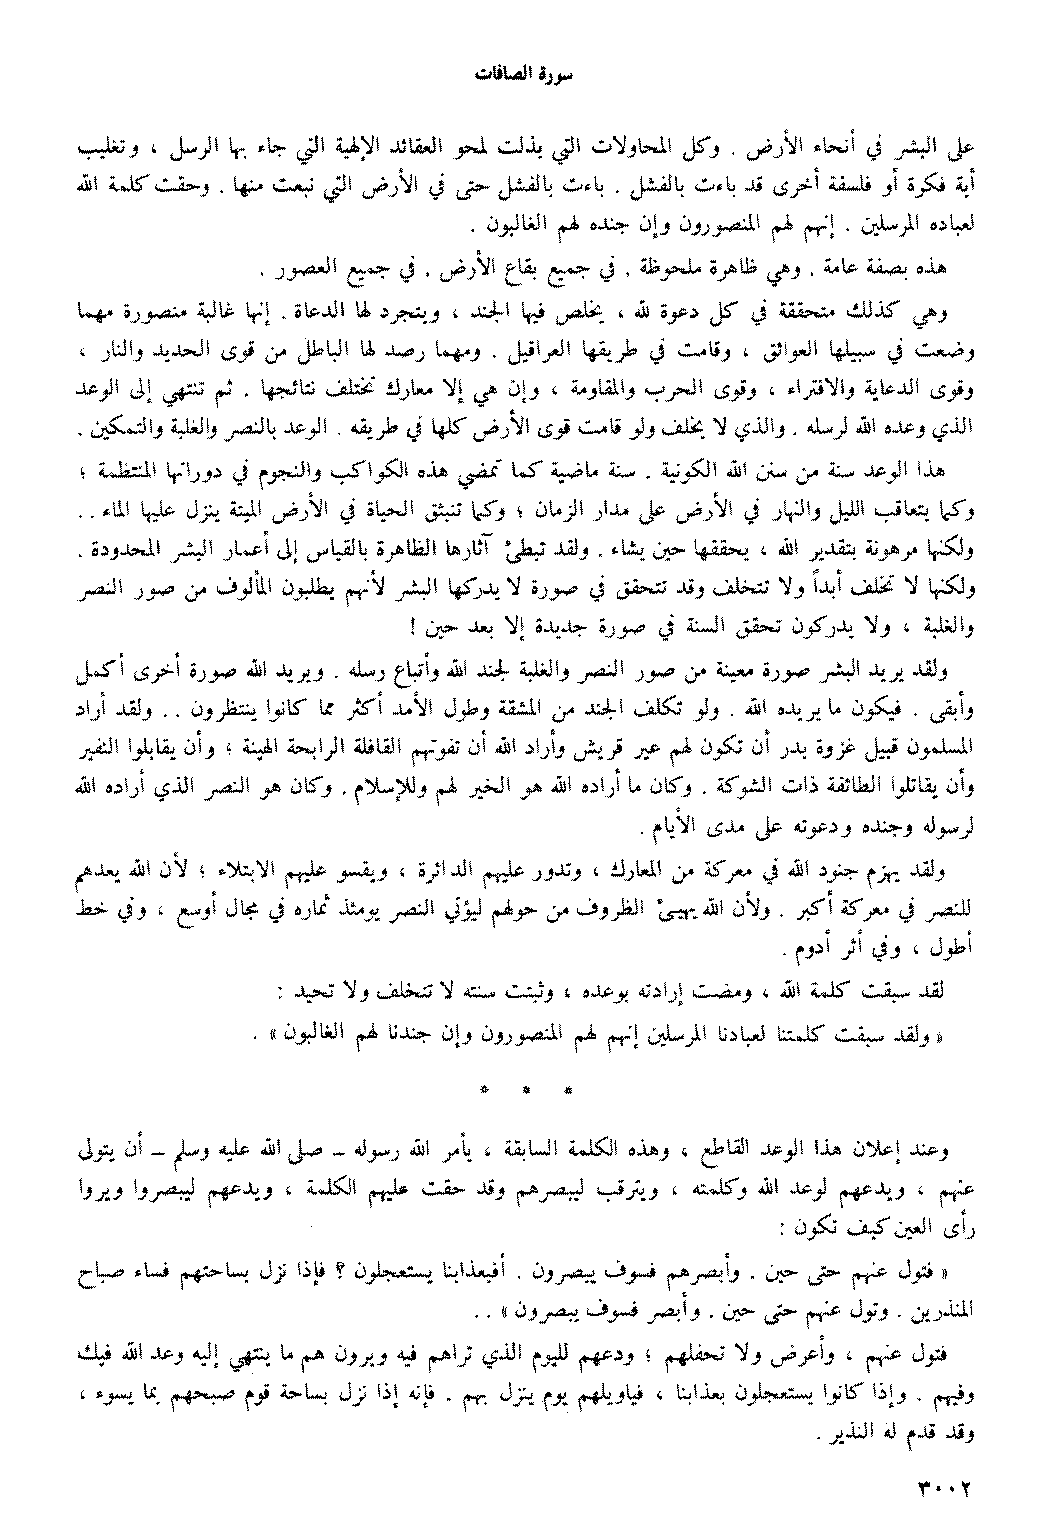 سورة الصافات
على البشر في أنحاء الأرض . وكل المحاولات التي بذلت لمحو العقائد الإلهية التي جاء بها الرسل ، وتغليب
أية فكرة أو فلسفة أخرى قد باءت بالفشل . باءت بالفشل حتى في الأرض التي نبعت منها . وحقت كلمة الله
لعباده المرسلين . إنهم لهم المنصورون وإن جنده لهم الغالبون .
هذه بصفة عامة . وهي ظاهرة ملحوظة . في جميع بقاع الأرض . في جميع العصور .
وهي كذلك متحققة في كل دعوة لله ، يخلص فيها الجند ، ويتجرد لها الدعاة . إنها غالبة منصورة مهما
وضعت في سبيلها العوائق ، وقامت في طريقها العراقيل . ومهما رصد لها الباطل من قوى الحديد والنار ،
وقوى الدعاية والافتراء ، وقوى الحرب والمقاومة ، وإن هي إلا معارك تختلف نتائجها . ثم تنتهي إلى الوعد
الذي وعده الله لرسله . والذي لا يخلف ولو قامت قوى الأرض كلها في طريقه . الوعد بالنصر والغلبة والتمكين .
هذا الوعد سنة من سنن الله الكونية . سنة ماضية كما تمضي هذه الكواكب والنجوم في دوراتها المنتظمة ؛
وكما يتعاقب الليل والنهار في الأرض على مدار الزمان ؛ وكما تنبثق الحياة في الأرض الميتة ينزل عليها الماء . .
ولكنها مرهونة بتقدير الله ، يحققها حين يشاء . ولقد تبطئ آثارها الظاهرة بالقياس إلى أعمار البشر المحدودة .
ولكنها لا تخلف أبداً ولا تتخلف وقد تتحقق في صورة لا يدركها البشر لأنهم يطلبون المألوف من صور النصر
والغلبة ، ولا يدركون تحقق السنة في صورة جديدة إلا بعد حين !
ولقد يريد البشر صورة معينة من صور النصر والغلبة لجند الله وأتباع رسله . ويريد الله صورة أخرى أكمل
وأبقى . فيكون ما يريده الله . ولو تكلف الجند من المشقة وطول الأمد أكثر مما كانوا ينتظرون . . ولقد أراد
المسلمون قبيل غزوة بدر أن تكون لهم عير قريش وأراد الله أن تفوتهم القافلة الرابحة الهينة ؛ وأن يقابلوا النفير
وأن يقاتلوا الطائفة ذات الشوكة . وكان ما أراده الله هو الخير لهم وللإسلام . وكان هو النصر الذي أراده الله
لرسوله وجنده ودعوته على مدى الأيام .
ولقد يهزم جنود الله في معركة من المعارك ، وتدور عليهم الدائرة ، ويقسو عليهم الابتلاء ؛ لأن الله يعدهم
للنصر في معركة أكبر . ولأن الله يهيئ الظروف من حولهم ليؤتي النصر يومئذ ثماره في مجال أوسع ، وفي خط
أطول ، وفي أثر أدوم .
لقد سبقت كلمة الله ، ومضت إرادته بوعده ، وثبتت سنته لا تتخلف ولا تحيد :
« ولقد سبقت كلمتنا لعبادنا المرسلين إنهم لهم المنصورون وإن جندنا لهم الغالبون » .
* * *
وعند إعلان هذا الوعد القاطع ، وهذه الكلمة السابقة ، يأمر الله رسوله – صلى الله عليه وسلم – أن يتولى
عنهم ، ويدعهم لوعد الله وكلمته ، ويترقب ليبصرهم وقد حقت عليهم الكلمة ، ويدعهم ليبصروا ويروا
رأى العين كيف تكون :
« فتول عنهم حتى حين . وأبصرهم فسوف يبصرون . أفبعذابنا يستعجلون ؟ فإذا نزل بساحتهم فساء صباح
المنذرين . وتول عنهم حتى حين . وأبصر فسوف يبصرون » . .
فتول عنهم ، وأعرض ولا تحفلهم ؛ ودعهم لليوم الذي تراهم فيه ويرون هم ما ينتهي إليه وعد الله فيك
وفيهم . وإذا كانوا يستعجلون بعذابنا ، فياويلهم يوم ينزل بهم . فإنه إذا نزل بساحة قوم صبحهم بما يسوء ،
وقد قدم له النذير .
٣٠٠٢